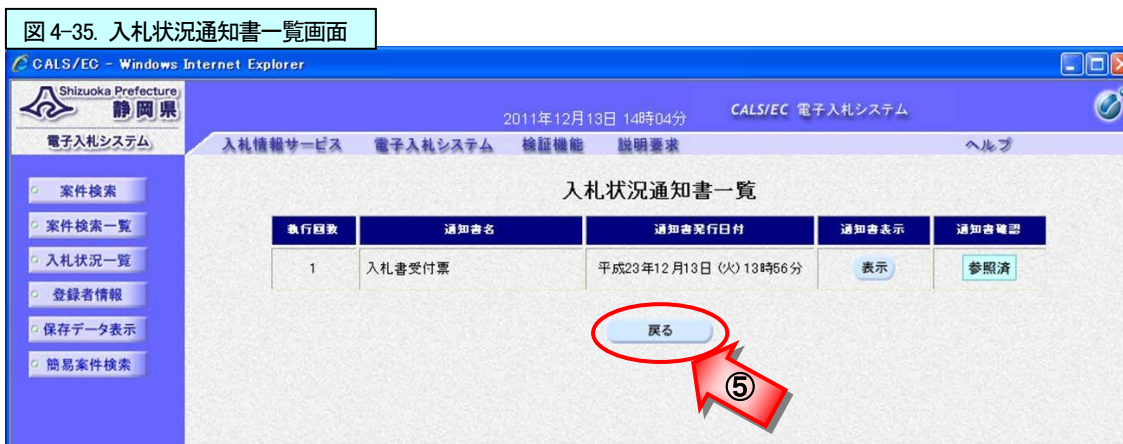 図 4-35. 入札状況通知書一覧画面
CALS/EC - Windows Internet Explorer
Shizuoka Prefecture
静岡県
2011年12月13日 14時04分
CALS/EC 電子入札システム
電子入札システム
入札情報サービス 電子入札システム 検証機能 説明要求 ヘルプ
案件検索
案件検索一覧
入札状況一覧
登録者情報
保存データ表示
簡易案件検索
入札状況通知書一覧
執行回数 通知書名 通知書発行日付 通知書表示 通知書確認
1 入札書受付票 平成23年12月13日 (火) 13時56分 表示 参照済
戻る
⑤